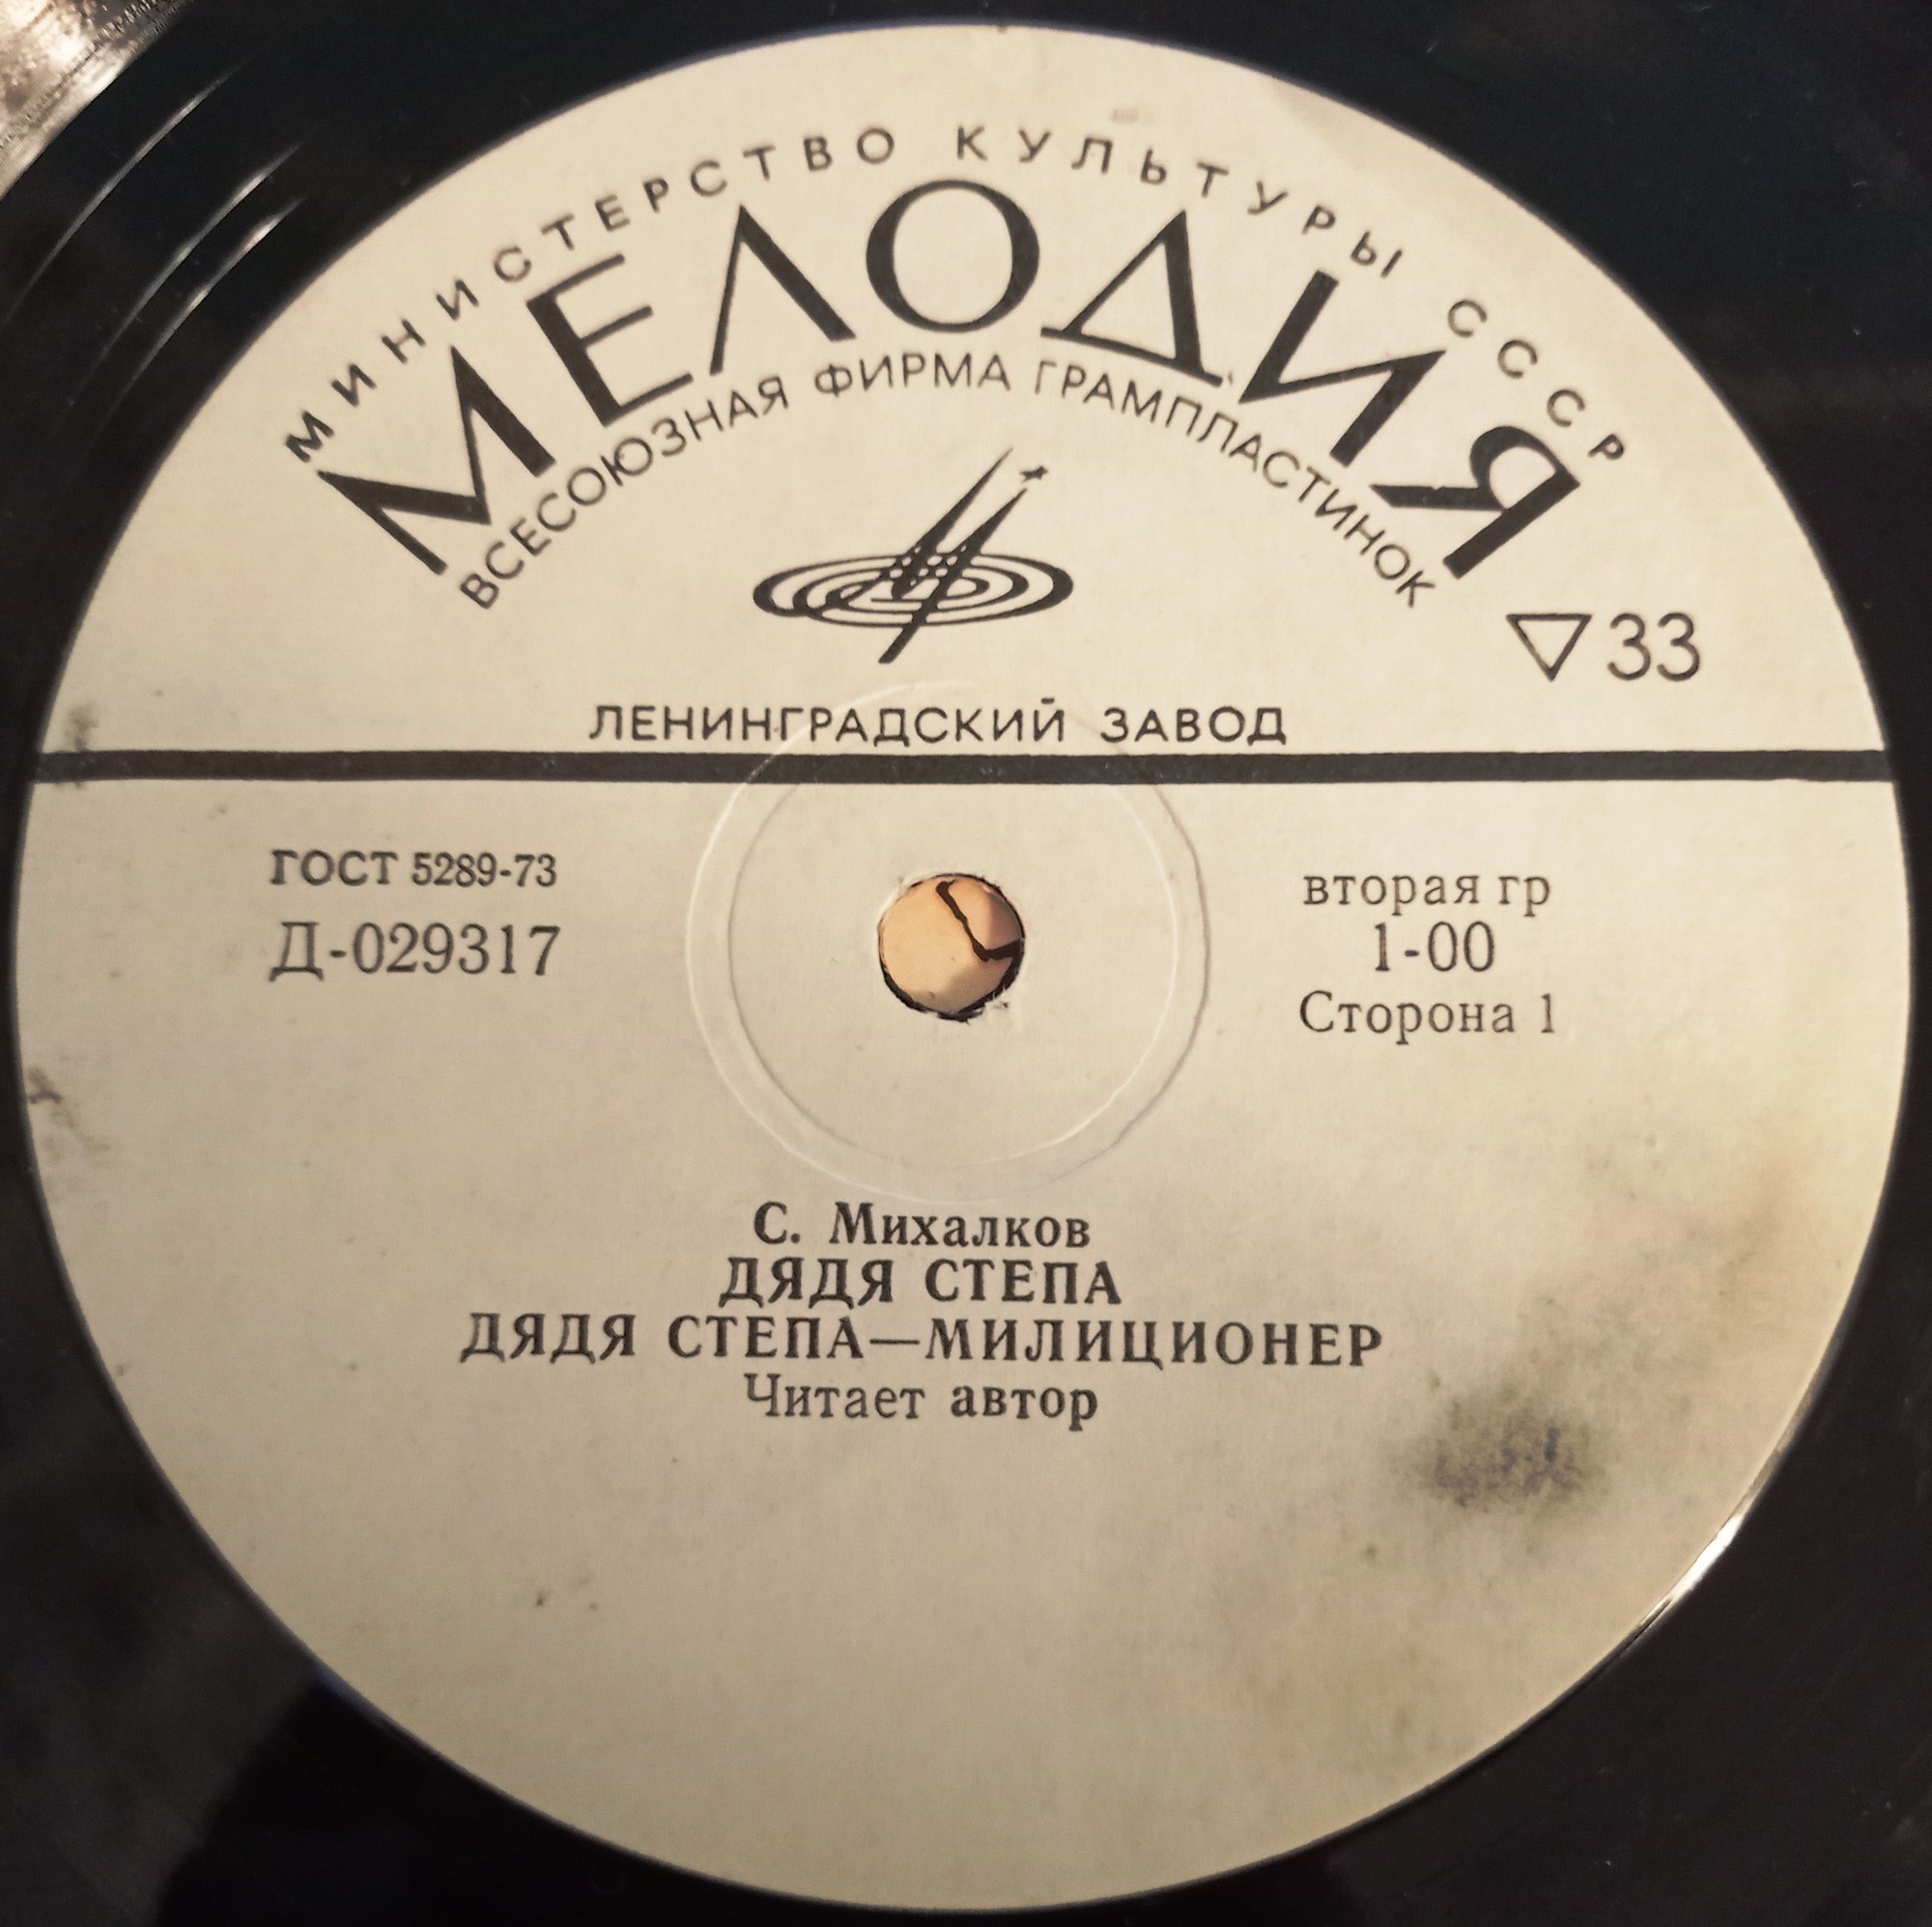 МИНИСТЕРСТВО КУЛЬТУРЫ СССР
МЕЛОДИЯ
ВСЕСОЮЗНАЯ ФИРМА ГРАМПЛАСТИНОК
▽33
ЛЕНИНГРАДСКИЙ ЗАВОД
ГОСТ 5289-73
Д-029317
вторая гр
1-00
Сторона 1
С. Михалков
ДЯДЯ СТЕПА
ДЯДЯ СТЕПА—МИЛИЦИОНЕР
Читает автор